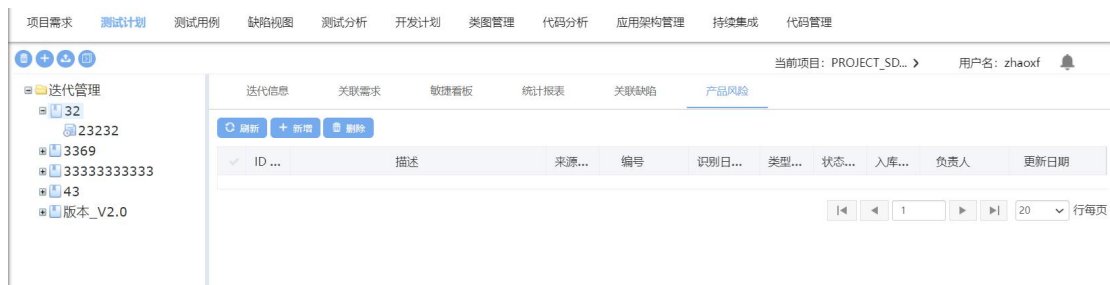 项目需求 测试计划 测试用例 缺陷视图 测试分析 开发计划 类图管理 代码分析 应用架构管理 持续集成 代码管理
当前项目: PROJECT_SD... 用户名: zhaoxf
迭代管理
32
23232
3369
33333333333
43
版本_V2.0
迭代信息 关联需求 敏捷看板 统计报表 关联缺陷 产品风险
刷新 新增 删除
ID ... 描述 来源... 编号 识别日... 类型... 状态... 入库... 负责人 更新日期
1 20 行每页